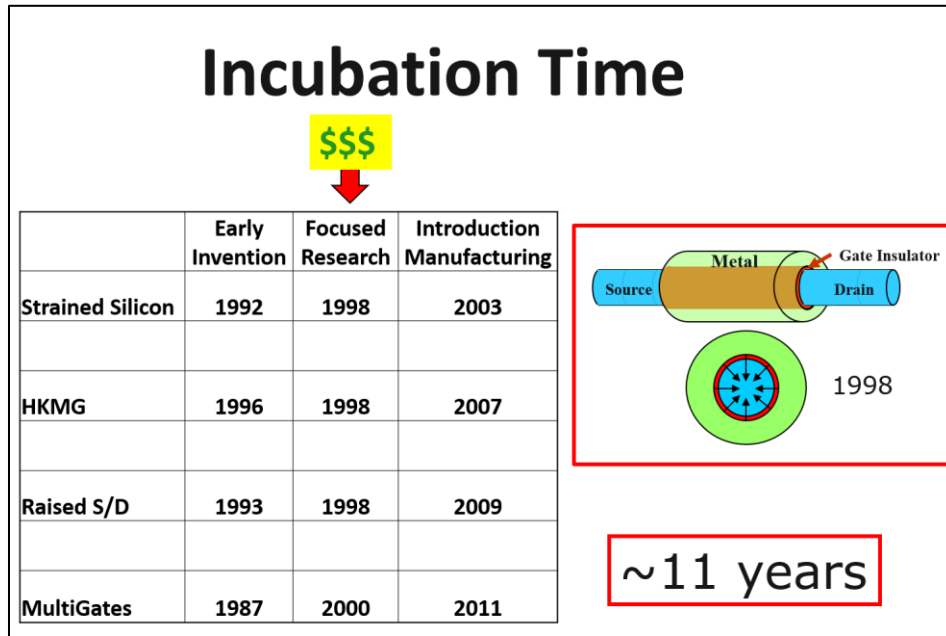 Incubation Time
$$$
Early Invention Focused Research Introduction Manufacturing
Strained Silicon 1992 1998 2003
HKMG 1996 1998 2007
Raised S/D 1993 1998 2009
MultiGates 1987 2000 2011
Metal
Gate Insulator
Source
Drain
1998
~11 years